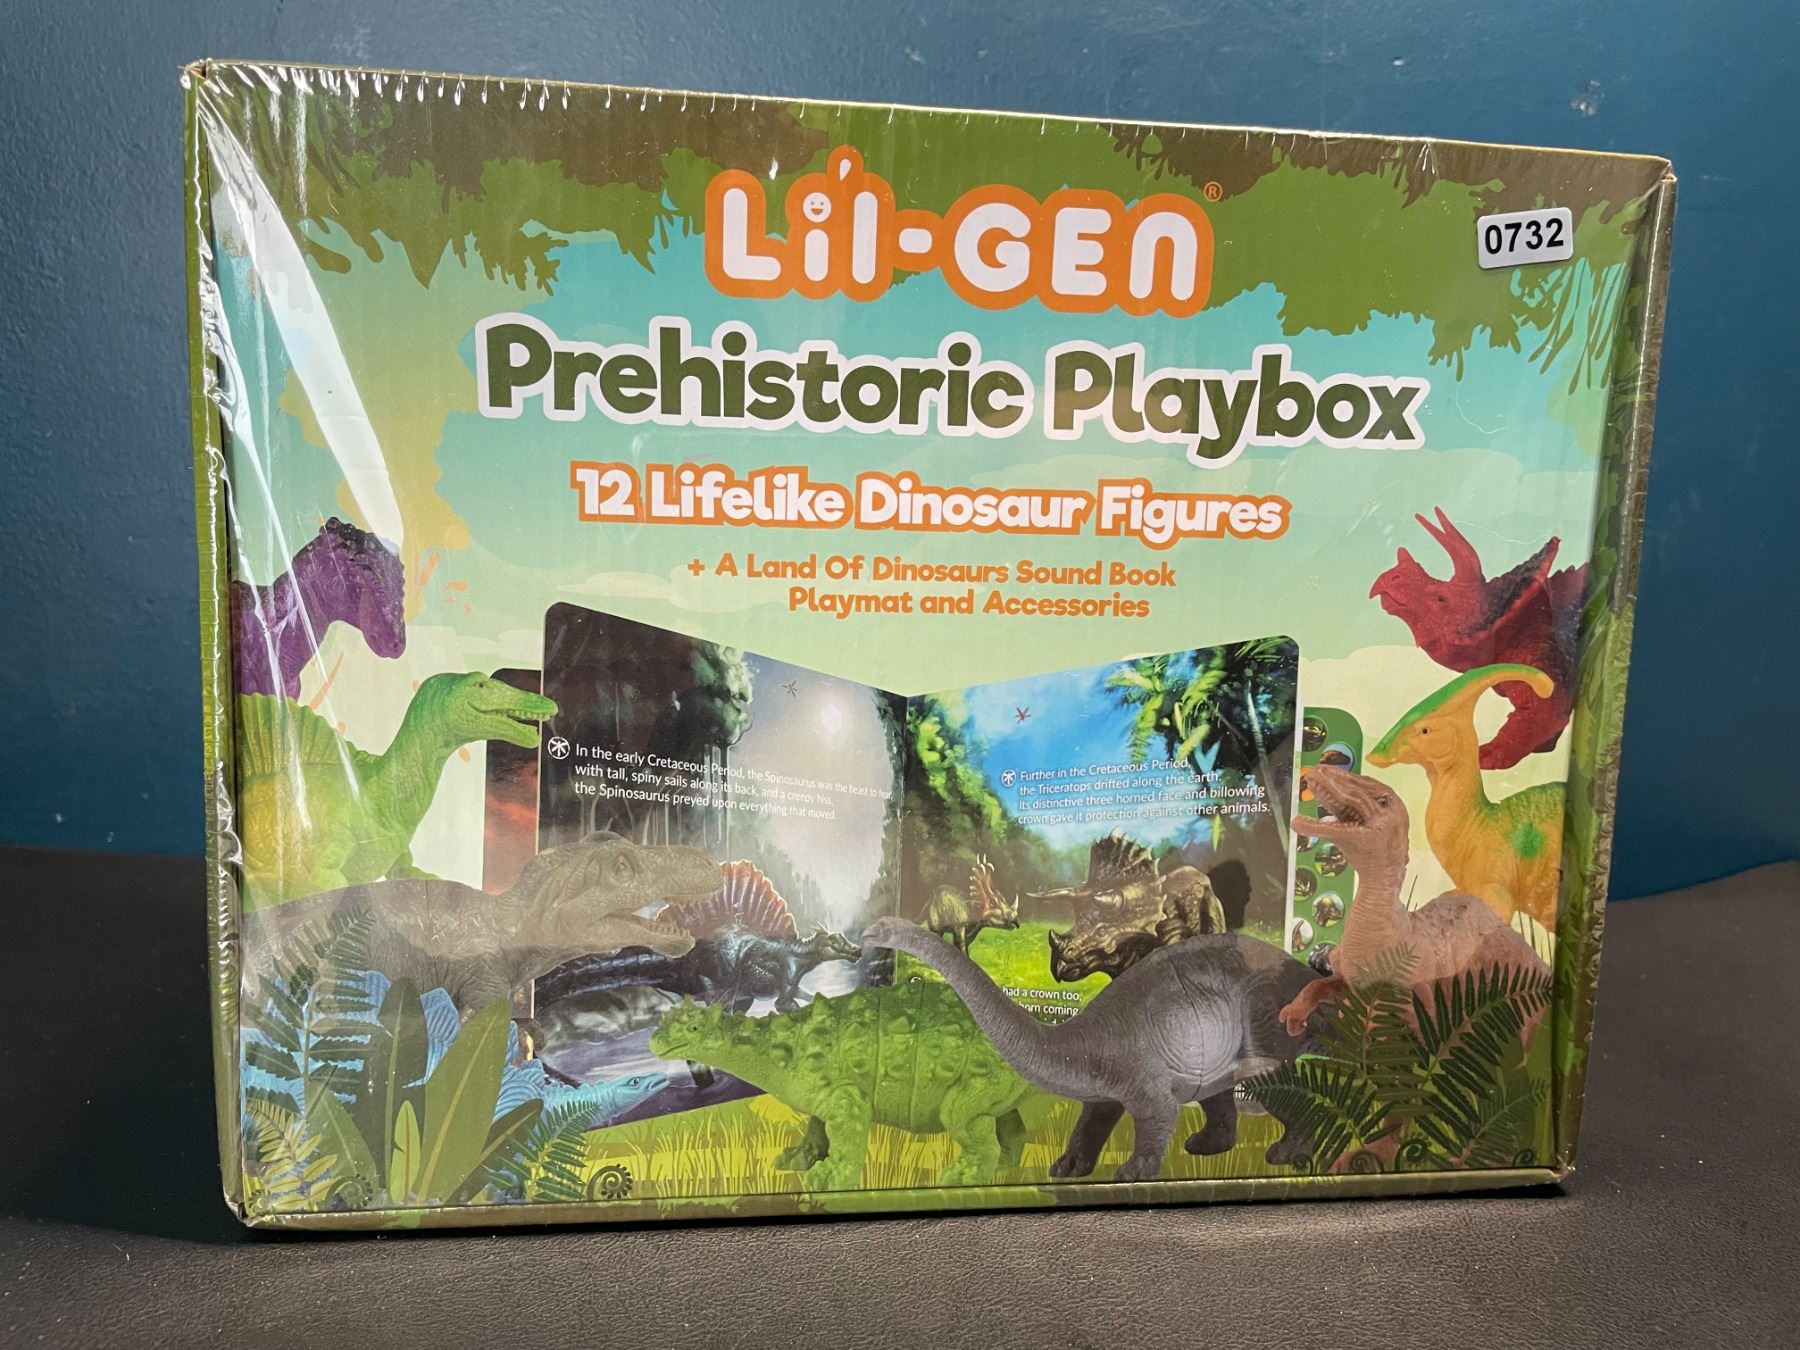 Li'l-GEN®
0732
Prehistoric Playbox
12 Lifelike Dinosaur Figures
+ A Land Of Dinosaurs Sound Book
Playmat and Accessories
In the early Cretaceous Period, the Spinosaurus was the beast to fear,
with tall, spiny sails along its back, and a creepy hiss,
the Spinosaurus preyed upon everything that moved.
Further in the Cretaceous Period,
the Triceratops drifted along the earth.
Its distinctive three horned face and billowing
crown gave it protection against other animals.
had a crown too,
horn coming